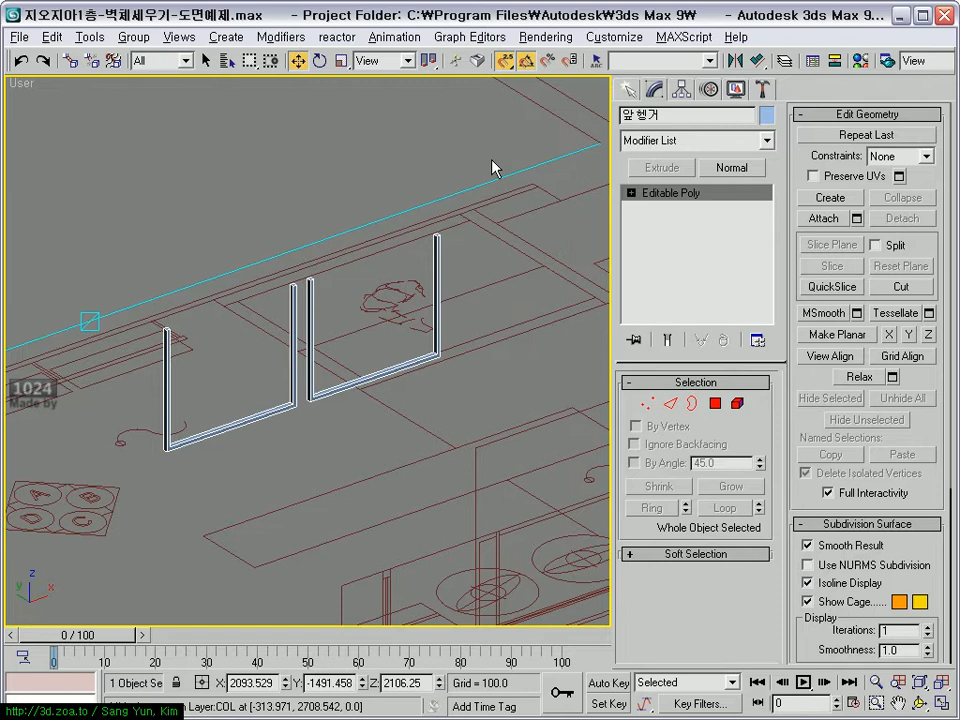 지오지아1층-벽체세우기-도면예제.max - Project Folder: C:₩Program Files₩Autodesk₩3ds Max 9₩ - Autodesk 3ds Max 9...
File Edit Tools Group Views Create Modifiers reactor Animation Graph Editors Rendering Customize MAXScript Help
All View View
User
앞헹거
Modifier List
Extrude Normal
Editable Poly
Selection
By Vertex
Ignore Backfacing
By Angle: 45.0
Shrink Grow
Ring Loop
Whole Object Selected
Soft Selection
Edit Geometry
Repeat Last
Constraints: None
Preserve UVs
Create Collapse
Attach Detach
Slice Plane Split
Slice Reset Plane
QuickSlice Cut
MSmooth Tessellate
Make Planar X Y Z
View Align Grid Align
Relax
Hide Selected Unhide All
Hide Unselected
Named Selections:
Copy Paste
Delete Isolated Vertices
Full Interactivity
Subdivision Surface
Smooth Result
Use NURMS Subdivision
Isoline Display
Show Cage......
Display
Iterations: 1
Smoothness: 1.0
1024
Made by
A B
D C
z
y x
0 / 100
0 10 20 30 40 50 60 70 80 90 100
1 Object Se X: 2093.529 Y: -1491.458 Z: 2106.25 Grid = 100.0
Auto Key Selected
Set Key Key Filters... 0
http://3d.zoa.to / Sang Yun, Kim
Layer:COL at [-313.971, 2708.542, 0.0] Add Time Tag